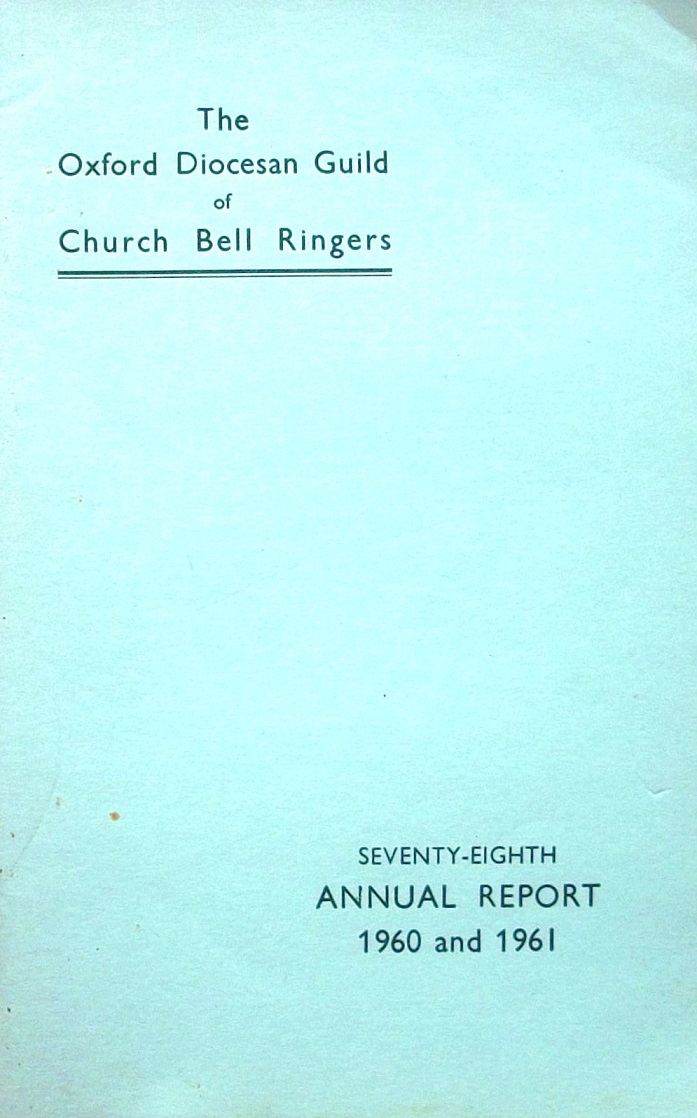 The
Oxford Diocesan Guild
of
Church Bell Ringers
SEVENTY-EIGHTH
ANNUAL REPORT
1960 and 1961